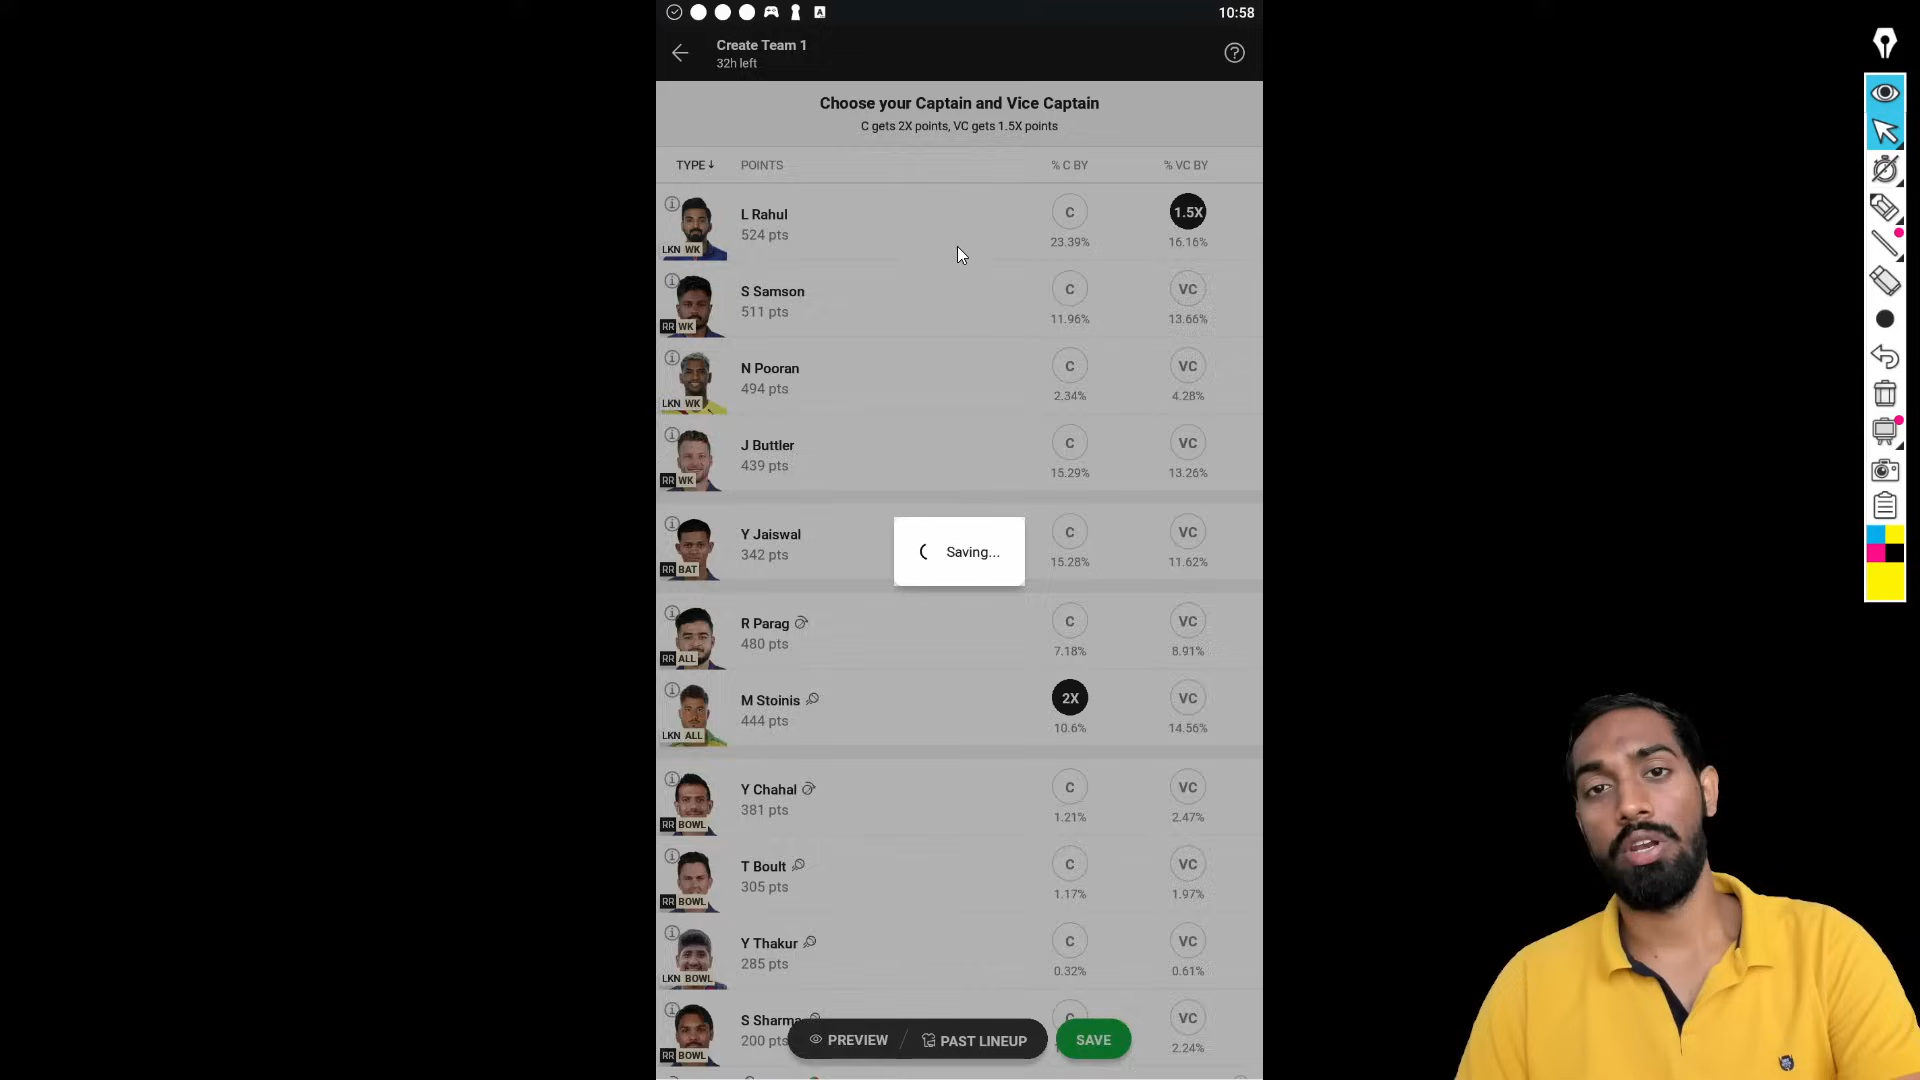 10:58
Create Team 1
32h left
Choose your Captain and Vice Captain
C gets 2X points, VC gets 1.5X points
TYPE↓ POINTS % C BY % VC BY
L Rahul
524 pts
LKN WK
C 1.5X
23.39% 16.16%
S Samson
511 pts
RR WK
C VC
11.96% 13.66%
N Pooran
494 pts
LKN WK
C VC
2.34% 4.28%
J Buttler
439 pts
RR WK
C VC
15.29% 13.26%
Y Jaiswal
342 pts
RR BAT
C VC
15.28% 11.62%
Saving...
R Parag
480 pts
RR ALL
C VC
7.18% 8.91%
M Stoinis
444 pts
LKN ALL
2X VC
10.6% 14.56%
Y Chahal
381 pts
RR BOWL
C VC
1.21% 2.47%
T Boult
305 pts
RR BOWL
C VC
1.17% 1.97%
Y Thakur
285 pts
LKN BOWL
C VC
0.32% 0.61%
S Sharma
200 pts
RR BOWL
C VC
2.24%
PREVIEW / PAST LINEUP SAVE